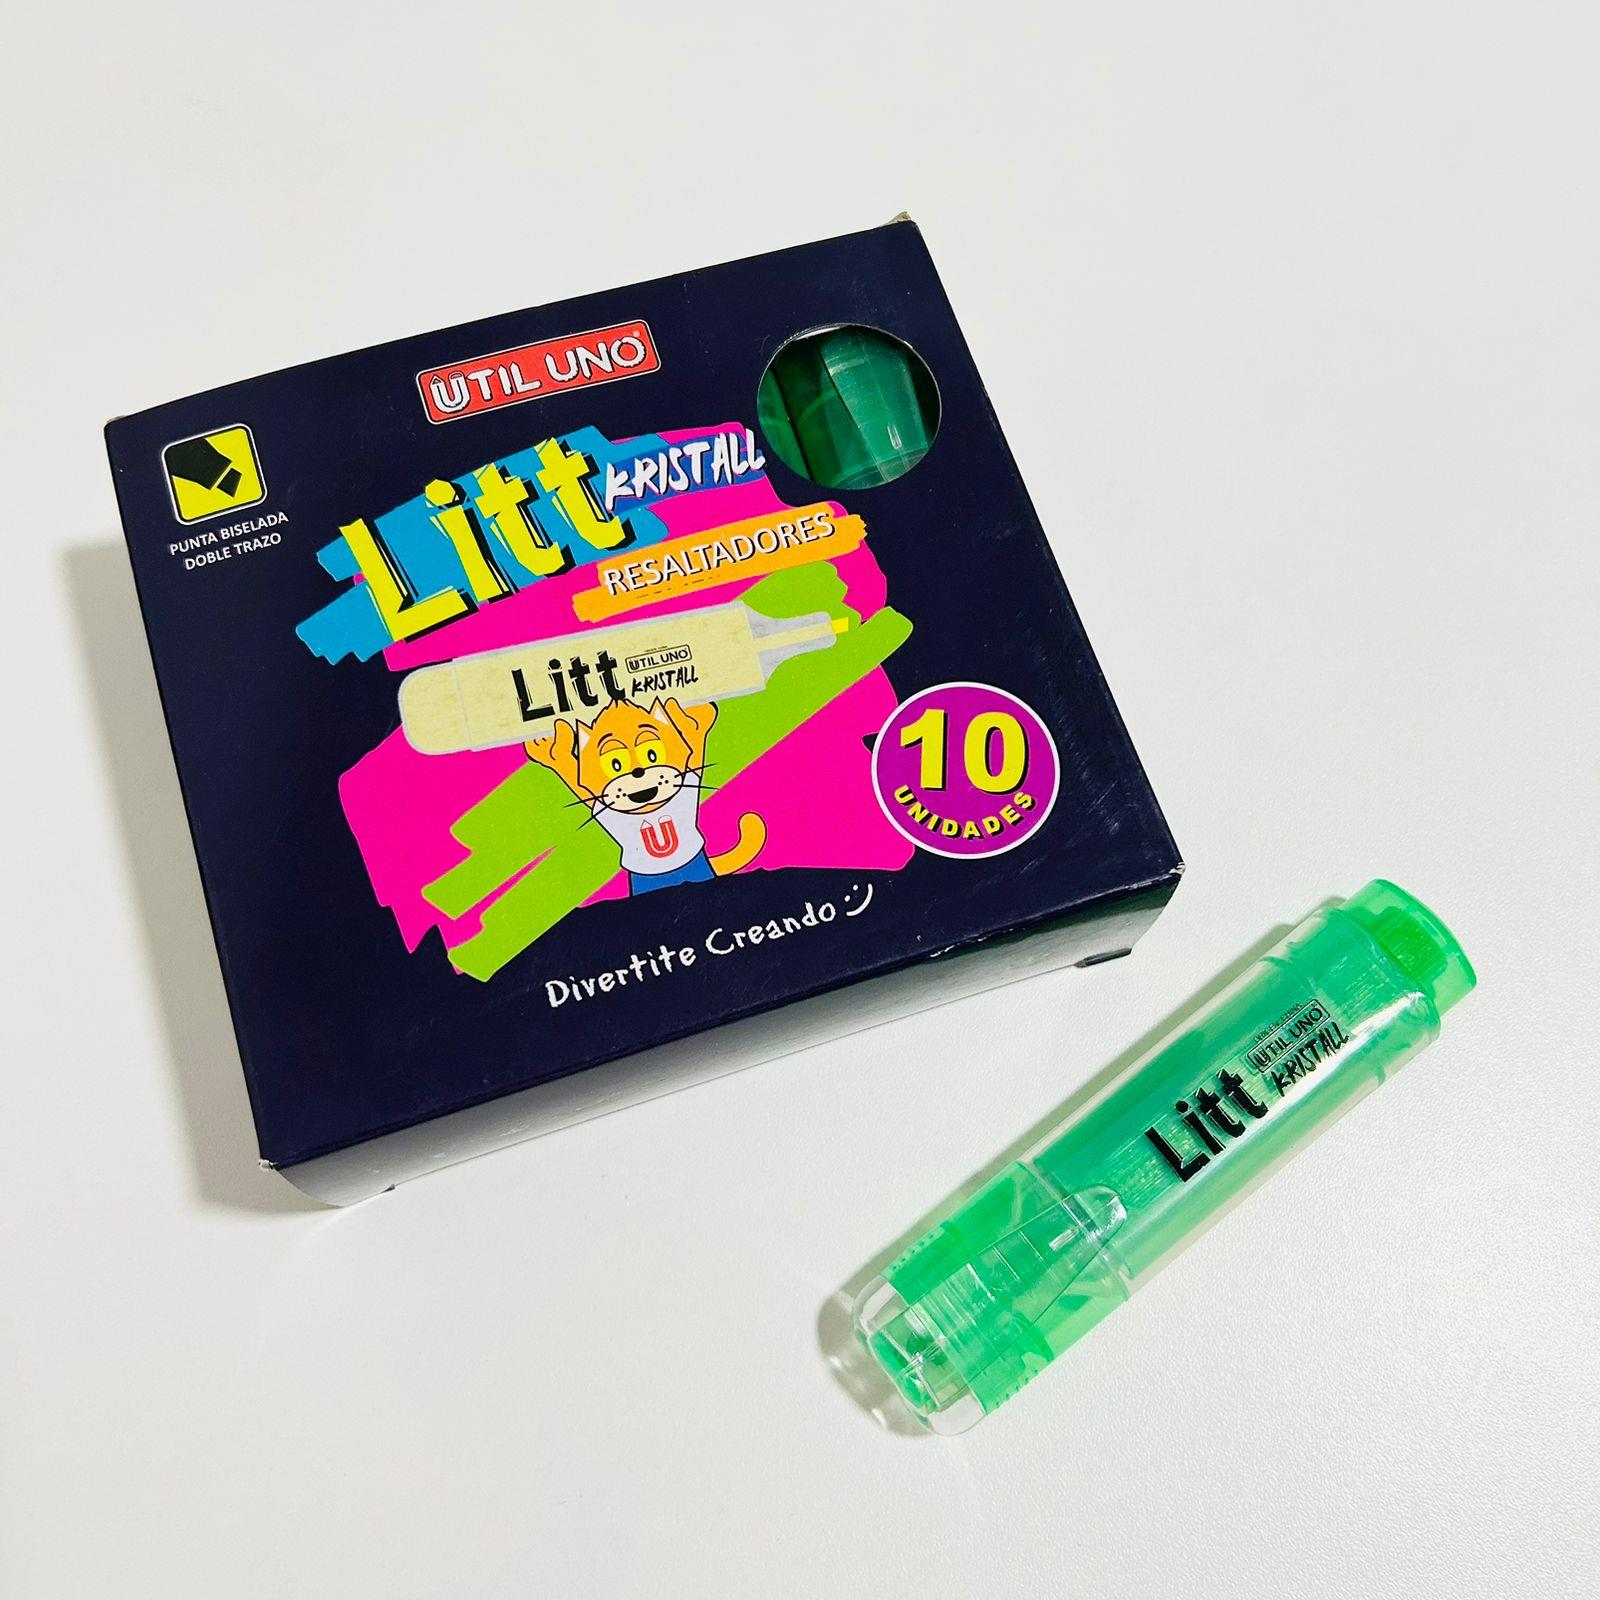 ÚTIL UNO
Litt KRISTALL
RESALTADORES
PUNTA BISELADA
DOBLE TRAZO
Litt ÚTIL UNO
KRISTALL
U
10
UNIDADES
Divertite Creando
ÚTIL UNO
Litt KRISTALL